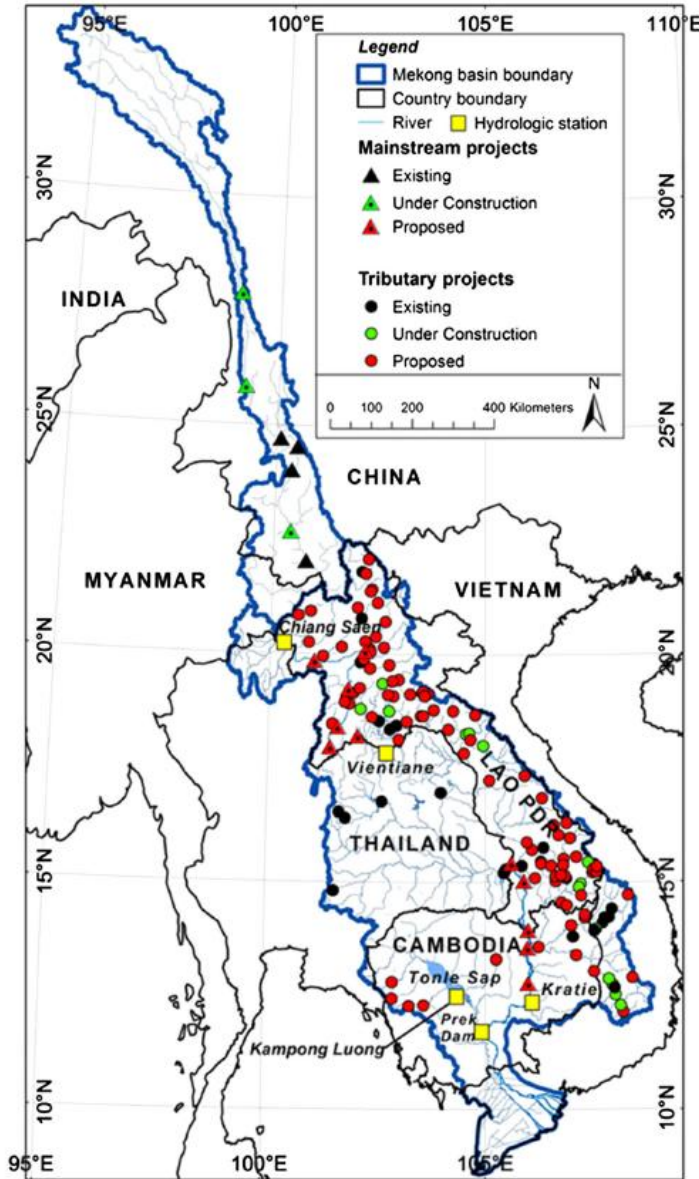 95°E 100°E 105°E 110°E
Legend
Mekong basin boundary
Country boundary
River Hydrologic station
Mainstream projects
Existing
Under Construction
Proposed
Tributary projects
Existing
Under Construction
Proposed
N
0 100 200 400 Kilometers
30°N 30°N
INDIA
25°N 25°N
CHINA
MYANMAR VIETNAM
Chiang Saen
20°N 20°N
Vientiane
LAO PDR
THAILAND
15°N 15°N
CAMBODIA
Tonle Sap
Kratie
Prek
Dam
Kampong Luong
10°N 10°N
95°E 100°E 105°E